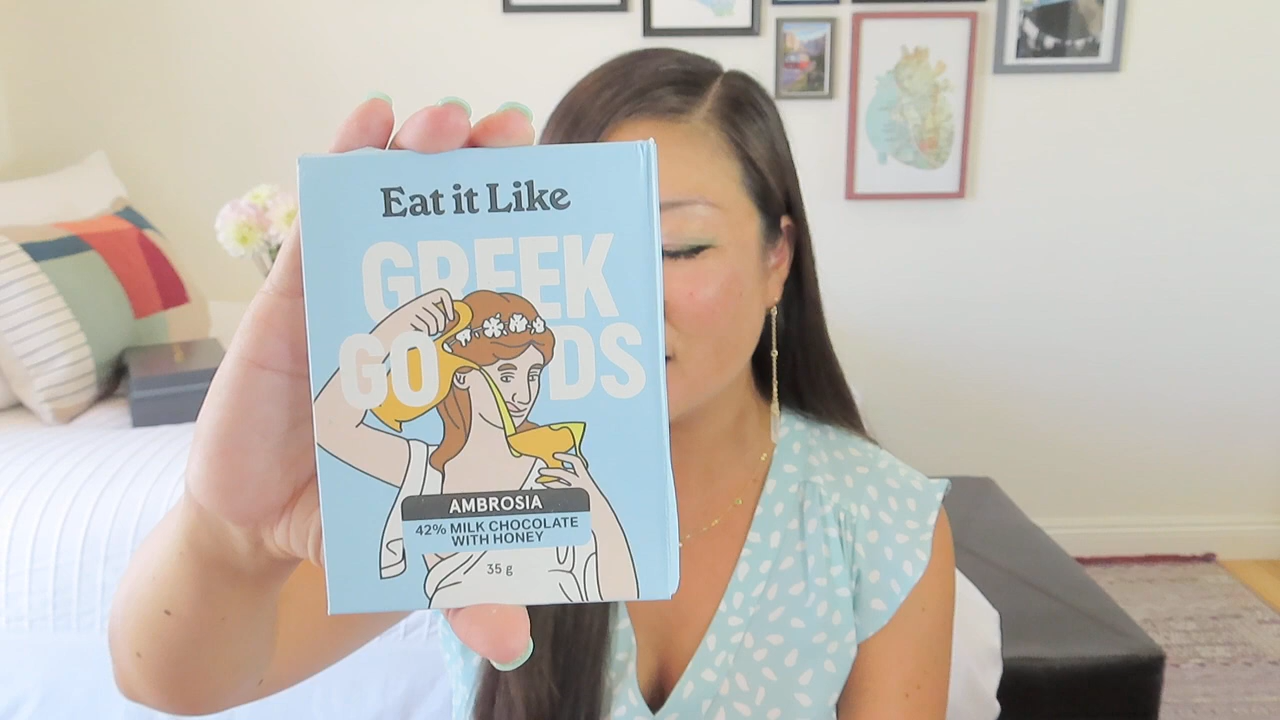 Eat it Like
GREEK
GODS
AMBROSIA
42% MILK CHOCOLATE
WITH HONEY
35 g